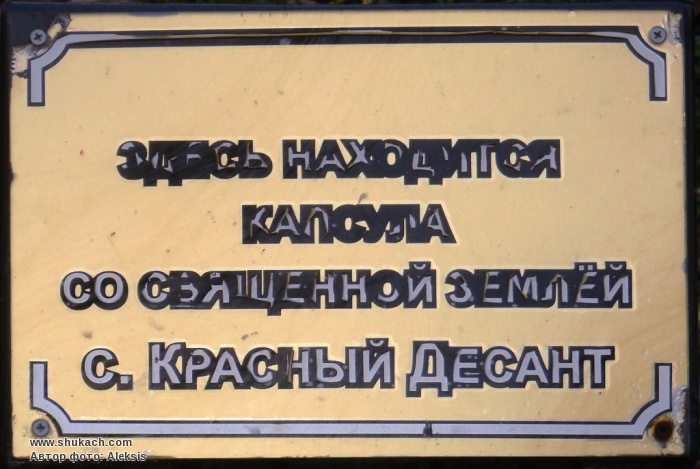 ЗДЕСЬ НАХОДИТСЯ
КАПСУЛА
СО СВЯЩЕННОЙ ЗЕМЛЁЙ
С. КРАСНЫЙ ДЕСАНТ
www.shukach.com
Автор фото: Aleksis